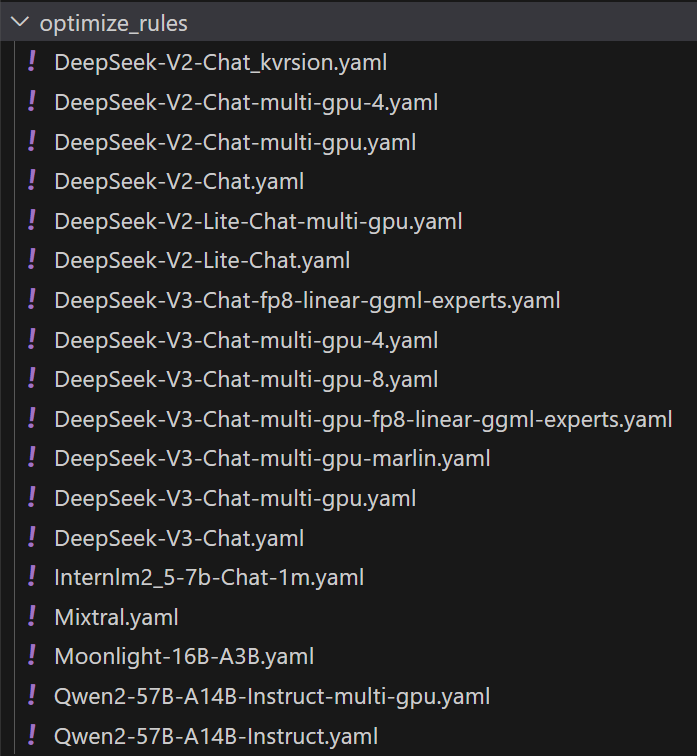 optimize_rules
! DeepSeek-V2-Chat_kvrsion.yaml
! DeepSeek-V2-Chat-multi-gpu-4.yaml
! DeepSeek-V2-Chat-multi-gpu.yaml
! DeepSeek-V2-Chat.yaml
! DeepSeek-V2-Lite-Chat-multi-gpu.yaml
! DeepSeek-V2-Lite-Chat.yaml
! DeepSeek-V3-Chat-fp8-linear-ggml-experts.yaml
! DeepSeek-V3-Chat-multi-gpu-4.yaml
! DeepSeek-V3-Chat-multi-gpu-8.yaml
! DeepSeek-V3-Chat-multi-gpu-fp8-linear-ggml-experts.yaml
! DeepSeek-V3-Chat-multi-gpu-marlin.yaml
! DeepSeek-V3-Chat-multi-gpu.yaml
! DeepSeek-V3-Chat.yaml
! Internlm2_5-7b-Chat-1m.yaml
! Mixtral.yaml
! Moonlight-16B-A3B.yaml
! Qwen2-57B-A14B-Instruct-multi-gpu.yaml
! Qwen2-57B-A14B-Instruct.yaml